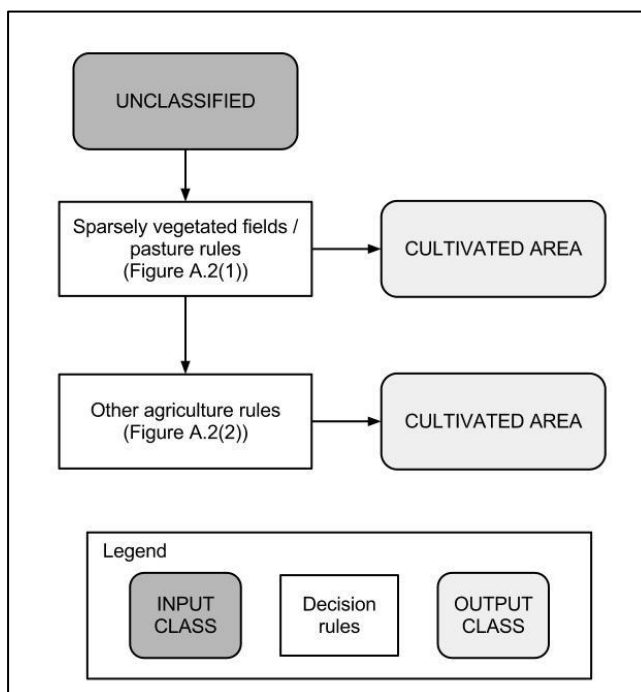 UNCLASSIFIED
Sparsely vegetated fields /
pasture rules
(Figure A.2(1))
CULTIVATED AREA
Other agriculture rules
(Figure A.2(2))
CULTIVATED AREA
Legend
INPUT
CLASS
Decision
rules
OUTPUT
CLASS